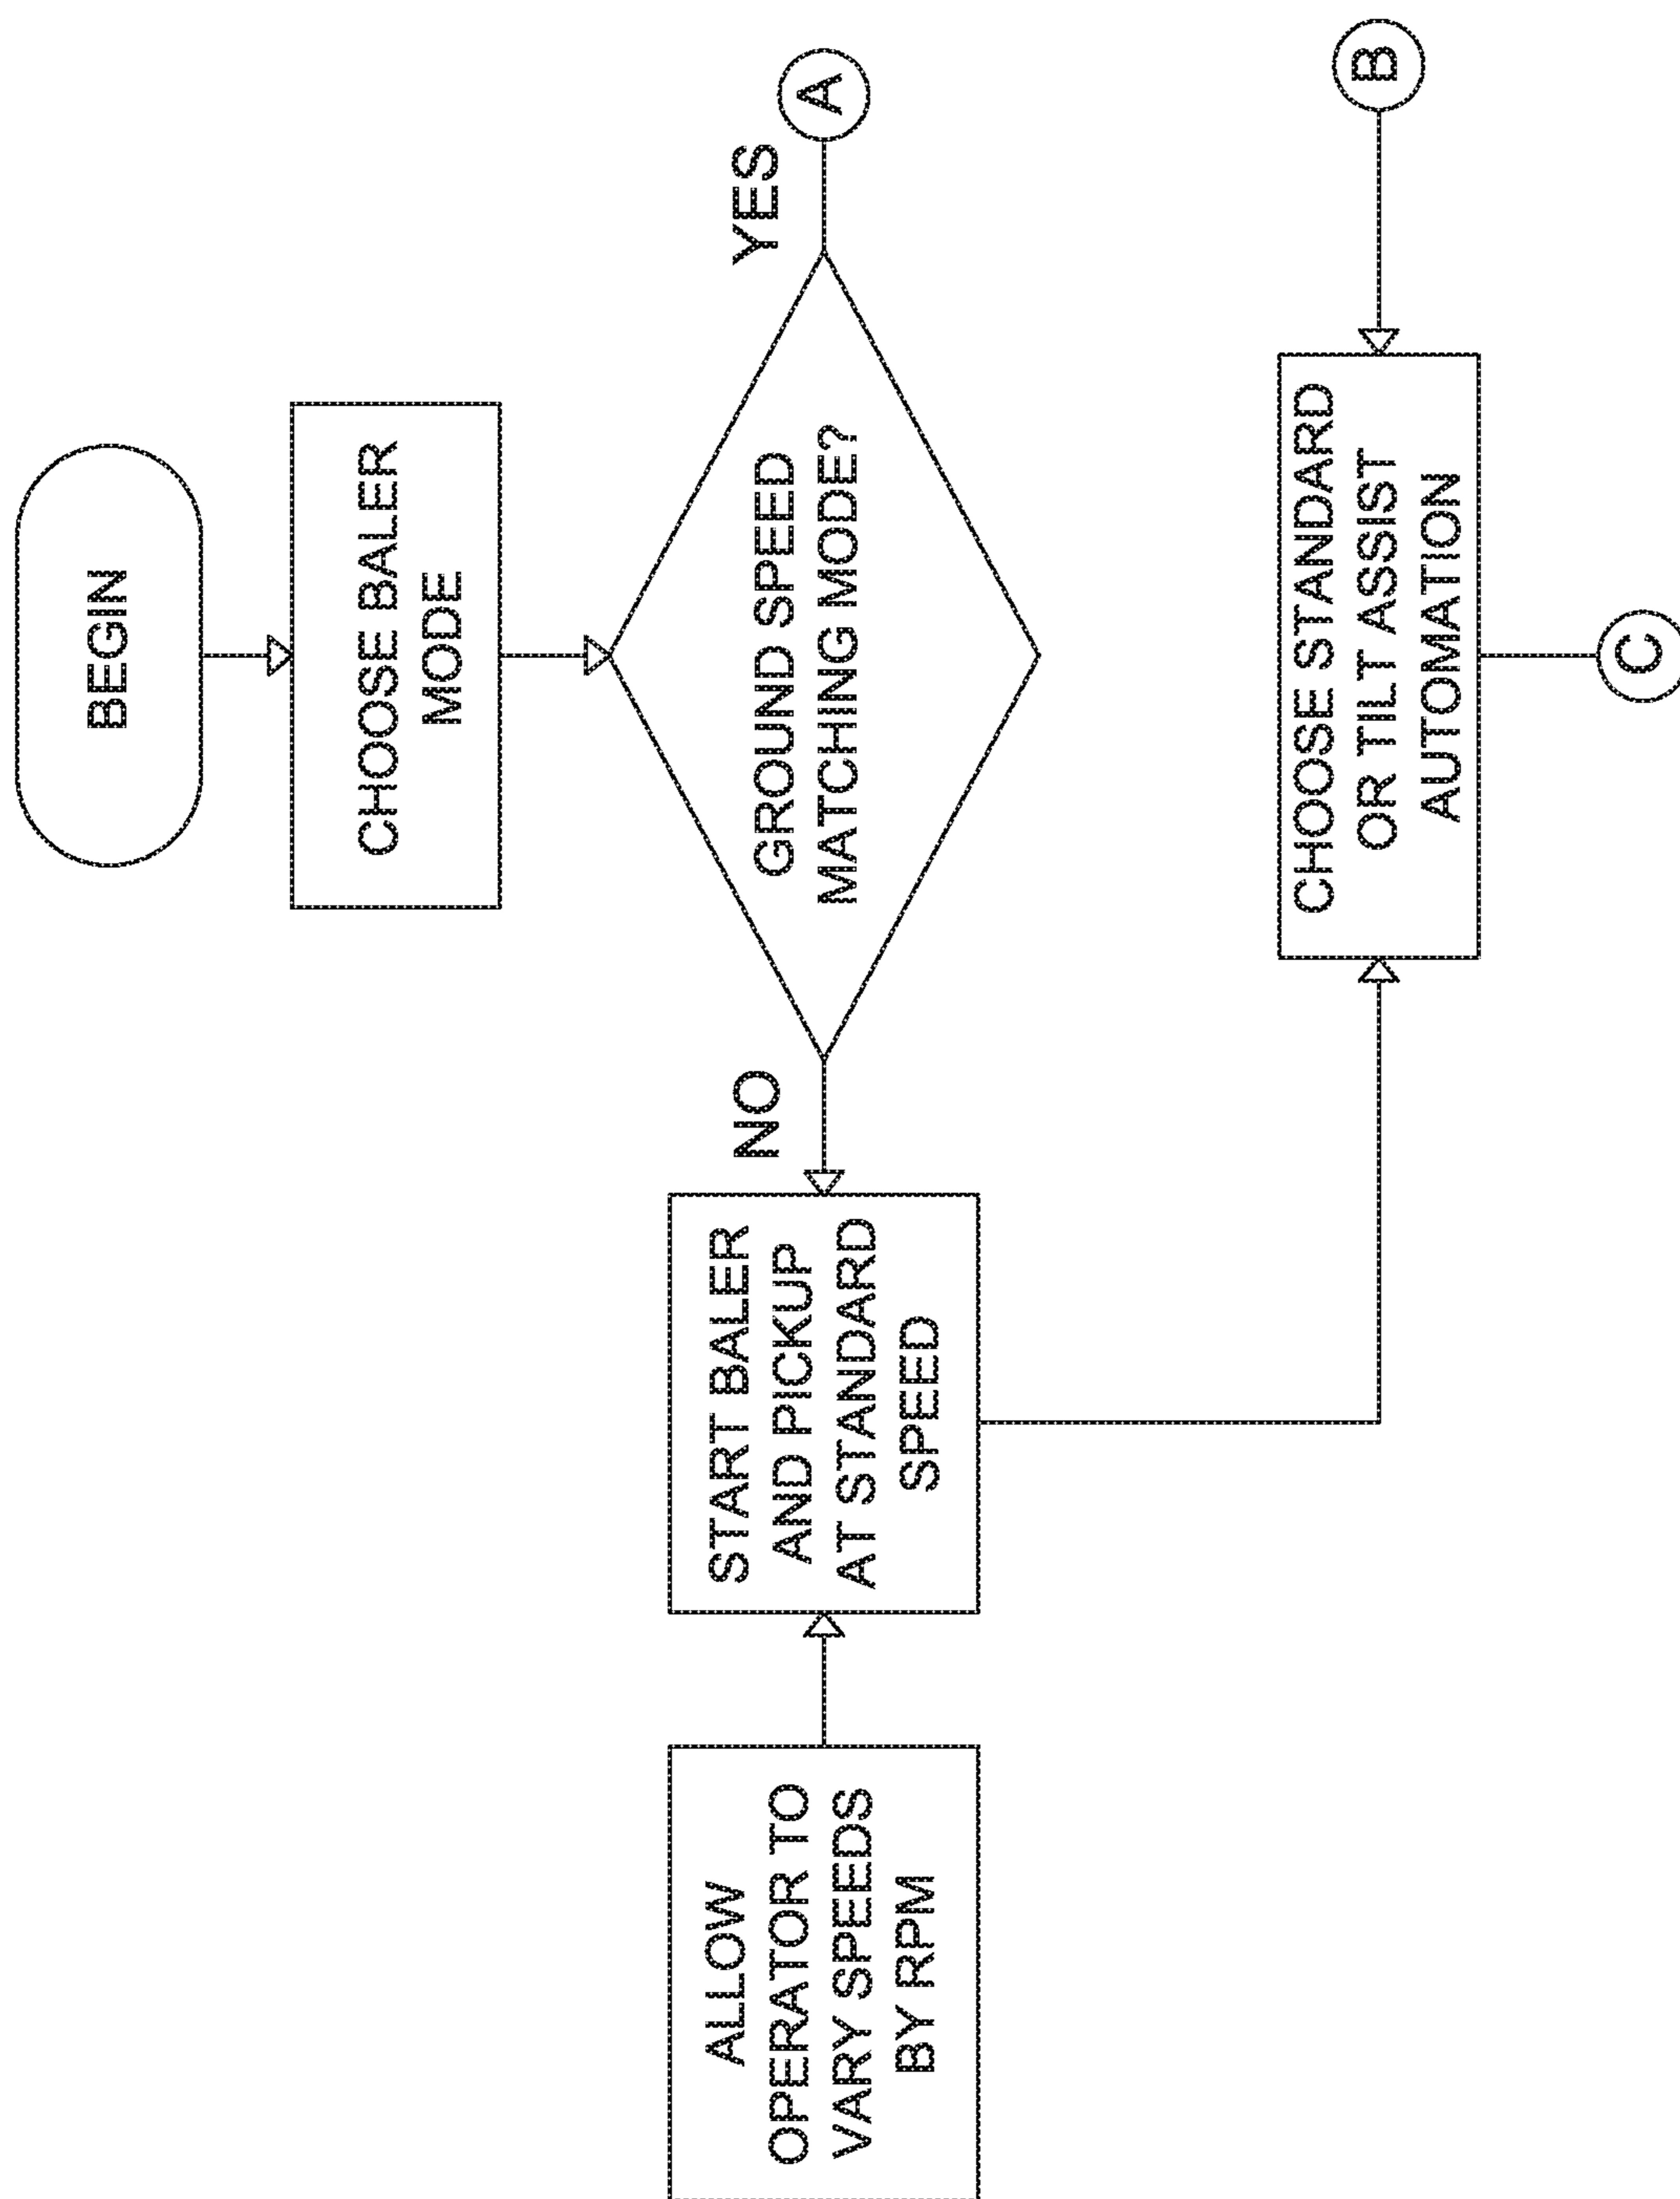 BEGIN
CHOOSE BALER
MODE
GROUND SPEED
MATCHING MODE?
YES
A
NO
START BALER
AND PICKUP
AT STANDARD
SPEED
ALLOW
OPERATOR TO
VARY SPEEDS
BY RPM
B
CHOOSE STANDARD
OR TILT ASSIST
AUTOMATION
C